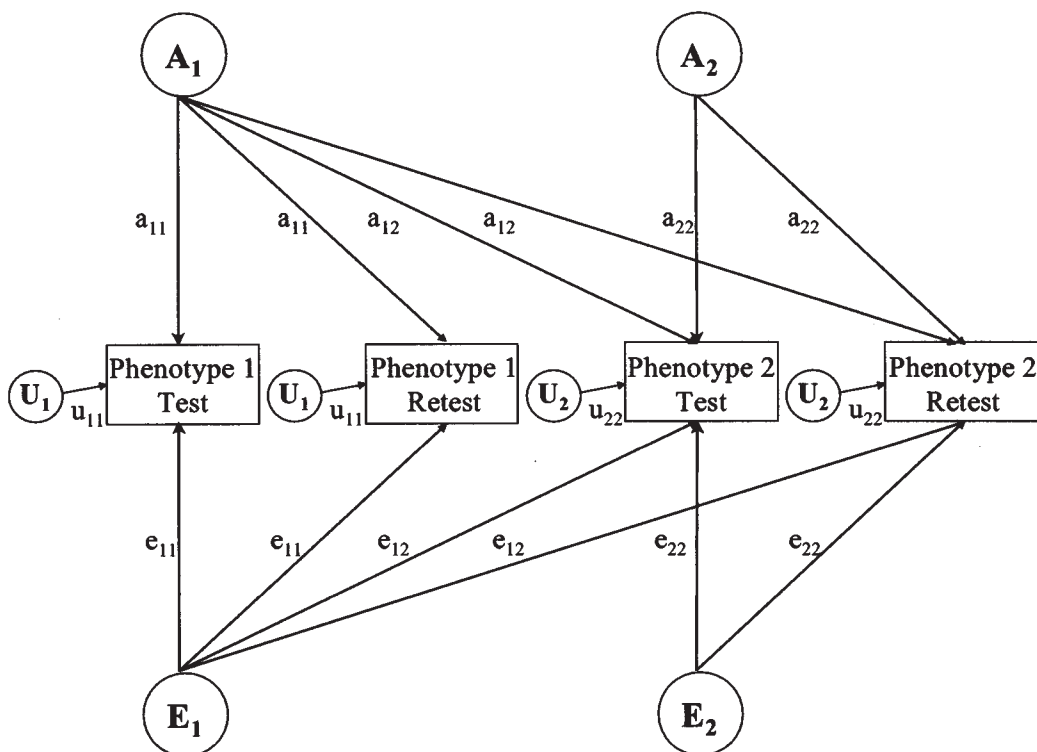 A₁
A₂
a₁₁
a₁₁
a₁₂
a₁₂
a₂₂
a₂₂
Phenotype 1
Test
Phenotype 1
Retest
Phenotype 2
Test
Phenotype 2
Retest
U₁
u₁₁
U₁
u₁₁
U₂
u₂₂
U₂
u₂₂
e₁₁
e₁₁
e₁₂
e₁₂
e₂₂
e₂₂
E₁
E₂